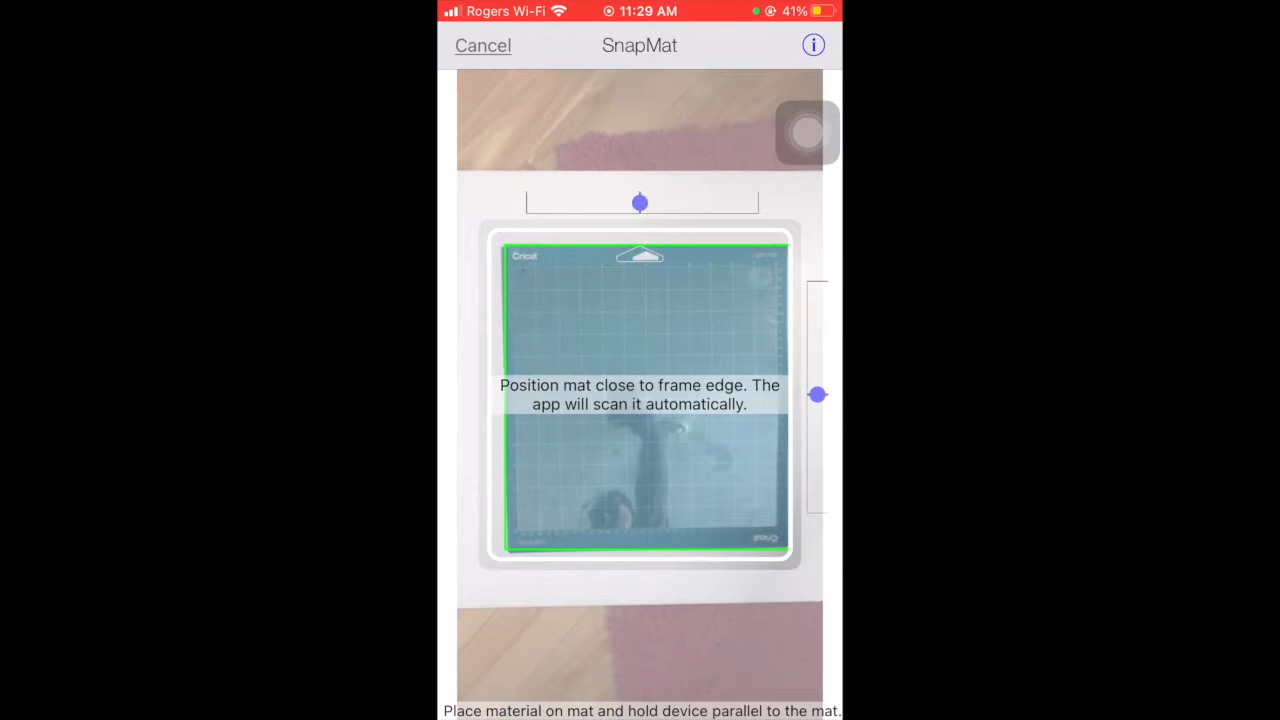 Rogers Wi-Fi 11:29 AM 41%
Cancel SnapMat i
Cricut
Position mat close to frame edge. The
app will scan it automatically.
Cricut
Place material on mat and hold device parallel to the mat.